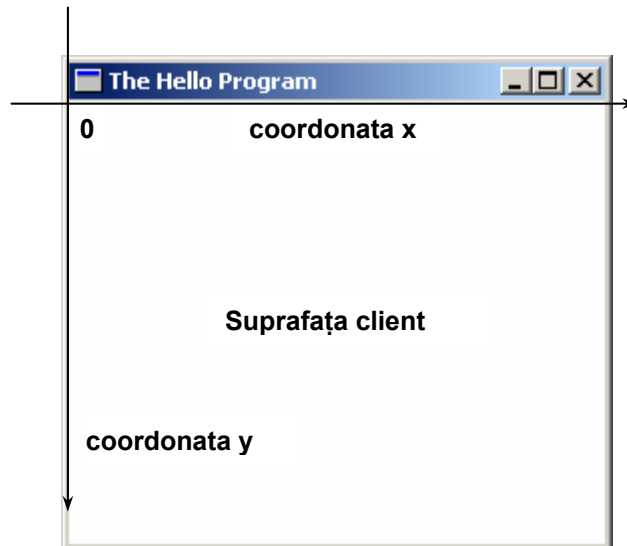 The Hello Program
0 coordonata x
Suprafața client
coordonata y